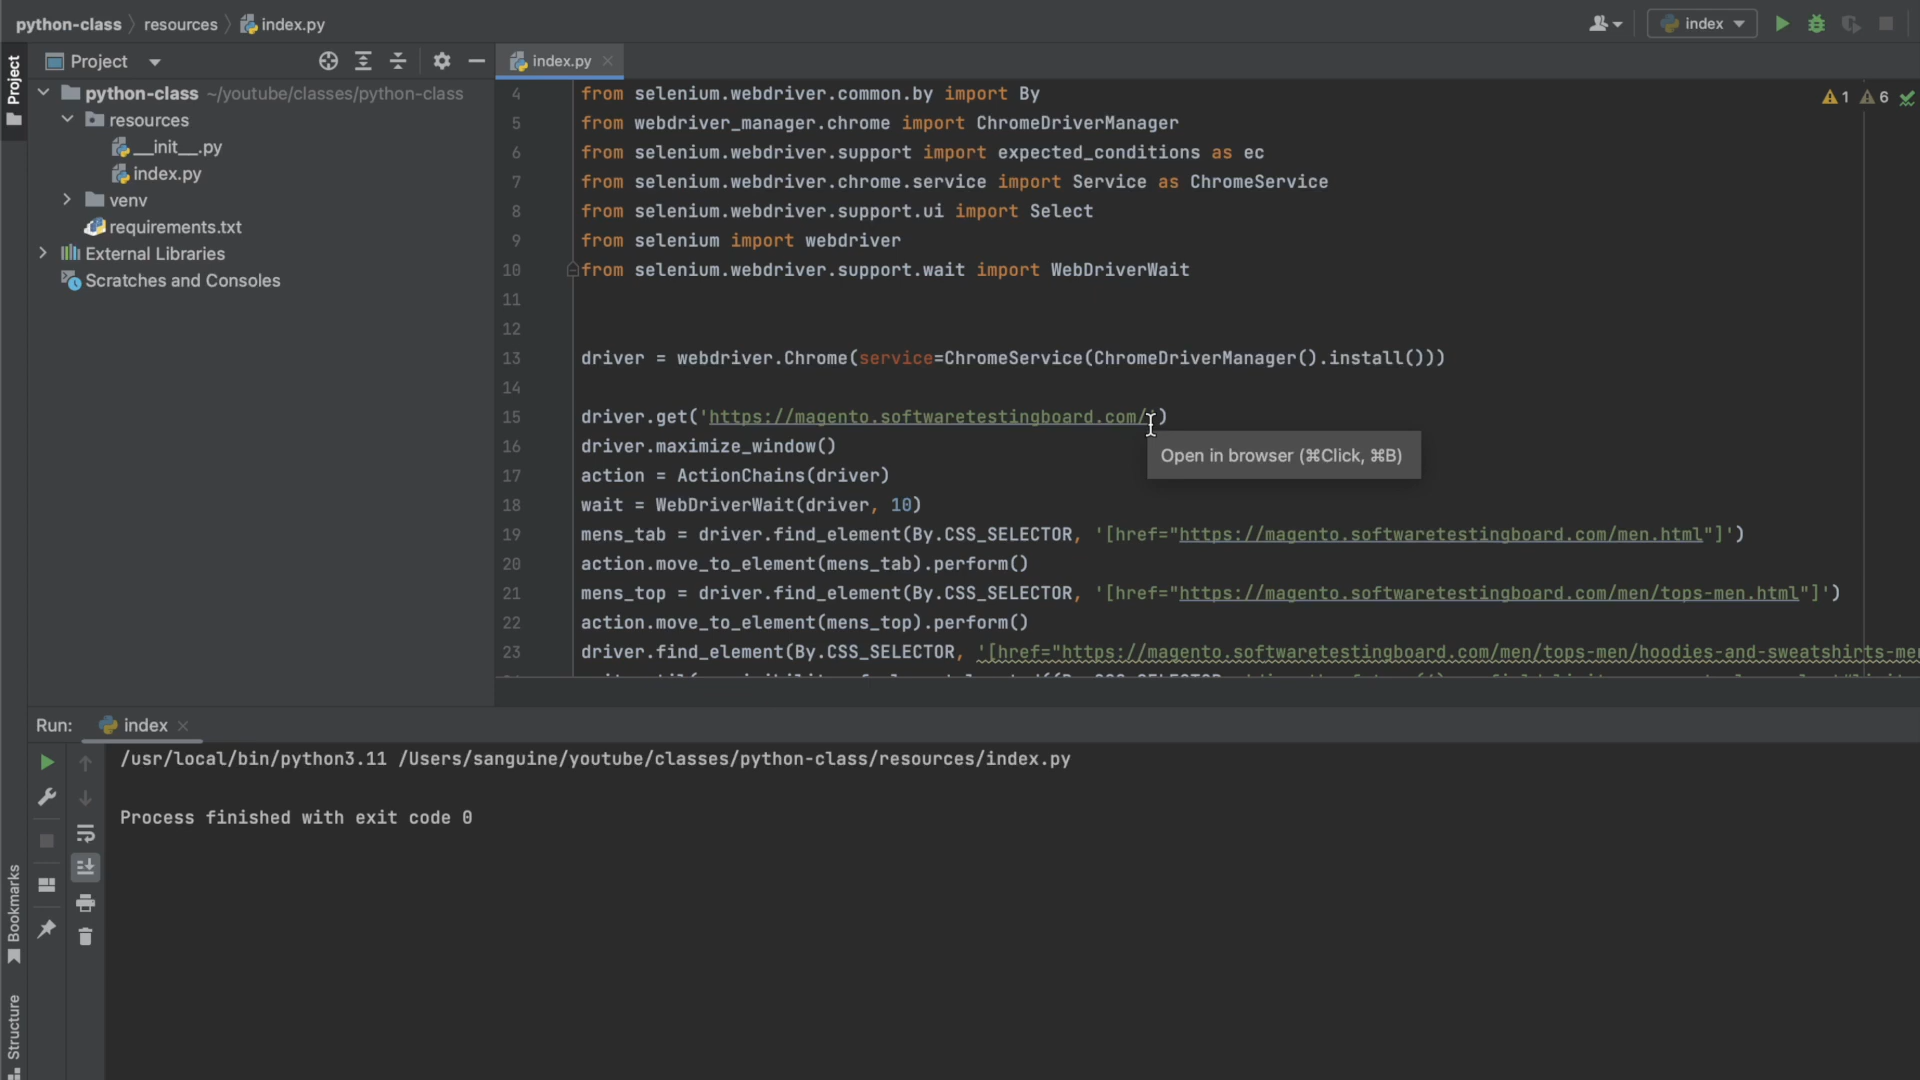 python-class resources index.py
index
Project
index.py
1 6
Project
python-class ~/youtube/classes/python-class
resources
__init__.py
index.py
venv
requirements.txt
External Libraries
Scratches and Consoles
4 from selenium.webdriver.common.by import By
5 from webdriver_manager.chrome import ChromeDriverManager
6 from selenium.webdriver.support import expected_conditions as ec
7 from selenium.webdriver.chrome.service import Service as ChromeService
8 from selenium.webdriver.support.ui import Select
9 from selenium import webdriver
10 from selenium.webdriver.support.wait import WebDriverWait
11
12
13 driver = webdriver.Chrome(service=ChromeService(ChromeDriverManager().install()))
14
15 driver.get('https://magento.softwaretestingboard.com/')
Open in browser (⌘Click, ⌘B)
16 driver.maximize_window()
17 action = ActionChains(driver)
18 wait = WebDriverWait(driver, 10)
19 mens_tab = driver.find_element(By.CSS_SELECTOR, '[href="https://magento.softwaretestingboard.com/men.html"]')
20 action.move_to_element(mens_tab).perform()
21 mens_top = driver.find_element(By.CSS_SELECTOR, '[href="https://magento.softwaretestingboard.com/men/tops-men.html"]')
22 action.move_to_element(mens_top).perform()
23 driver.find_element(By.CSS_SELECTOR, '[href="https://magento.softwaretestingboard.com/men/tops-men/hoodies-and-sweatshirts-me
Run: index
/usr/local/bin/python3.11 /Users/sanguine/youtube/classes/python-class/resources/index.py
Process finished with exit code 0
Bookmarks
Structure